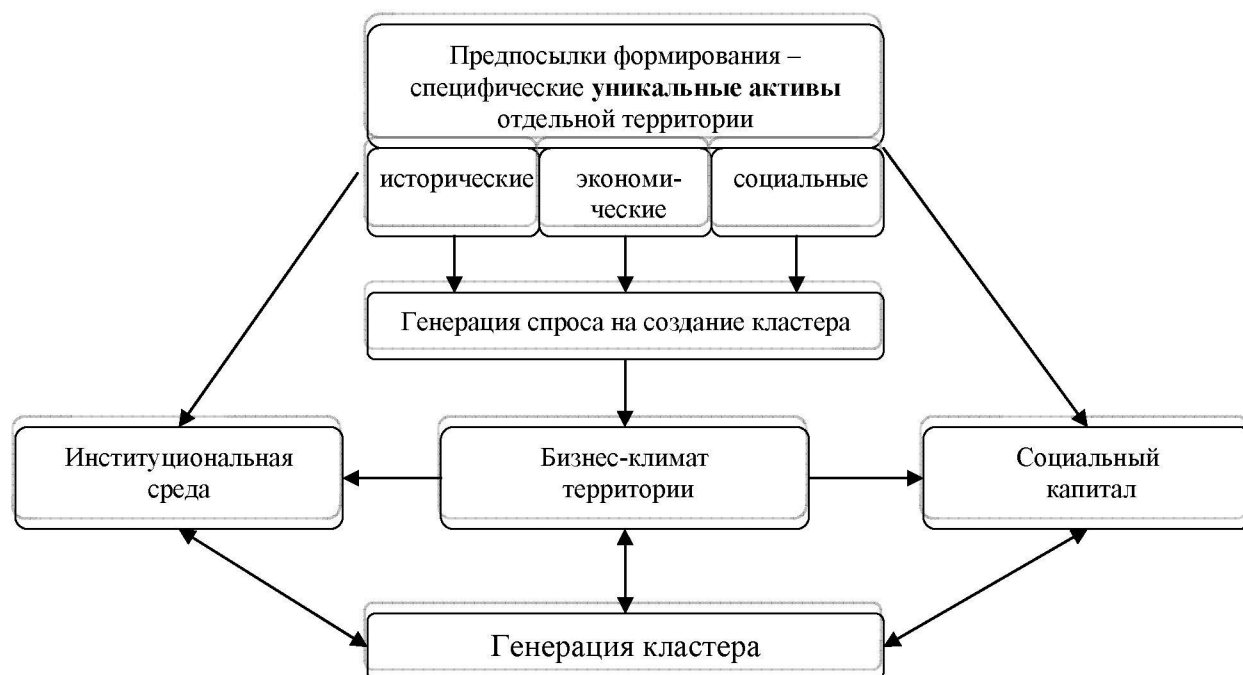 Предпосылки формирования –
специфические уникальные активы
отдельной территории
исторические
экономи-
ческие
социальные
Генерация спроса на создание кластера
Институциональная
среда
Бизнес-климат
территории
Социальный
капитал
Генерация кластера